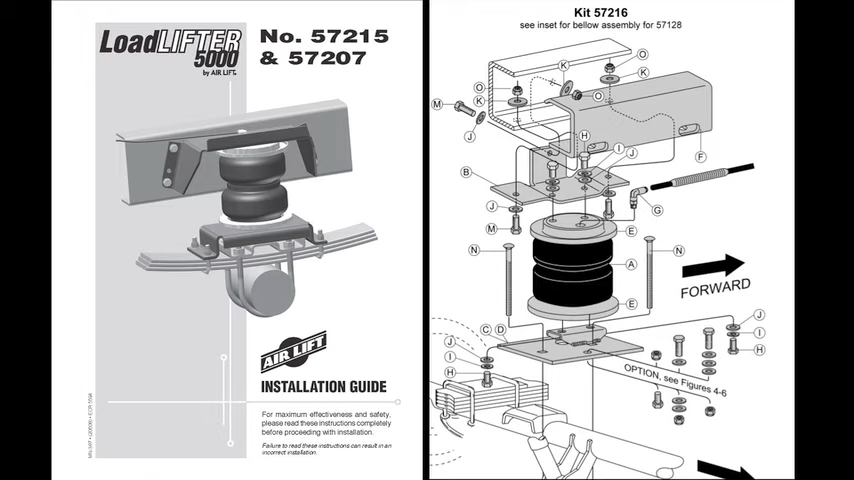 LoadLIFTER
5000
by AIR LIFT.
No. 57215
& 57207
AIR LIFT
INSTALLATION GUIDE
For maximum effectiveness and safety,
please read these instructions completely
before proceeding with installation.
Failure to read these instructions can result in an
incorrect installation.
Kit 57216
see inset for bellow assembly for 57128
O
K
K
O
O
K
M
J
H
I
J
F
B
J
M
G
E
N
N
A
FORWARD
E
C
D
J
J
I
I
H
H
OPTION, see Figures 4-6